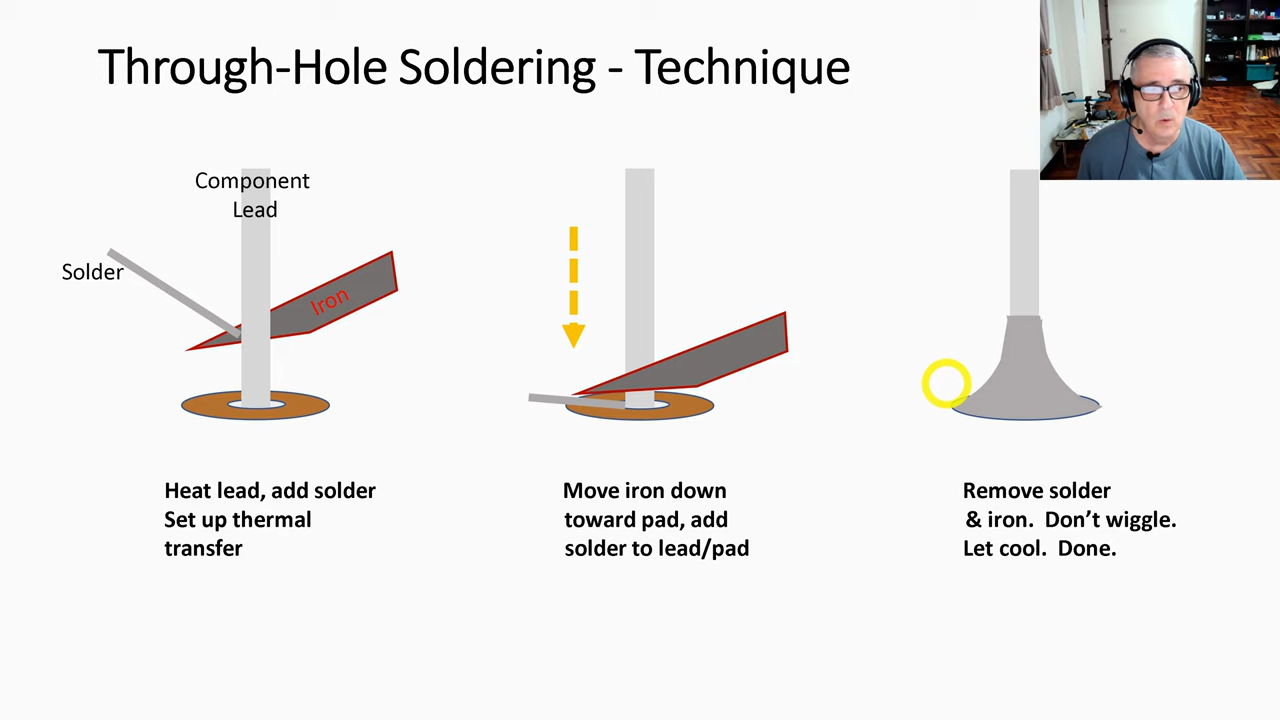 Through-Hole Soldering - Technique
Component
Lead
Solder
Iron
Heat lead, add solder
Set up thermal
transfer
Move iron down
toward pad, add
solder to lead/pad
Remove solder
& iron. Don’t wiggle.
Let cool. Done.